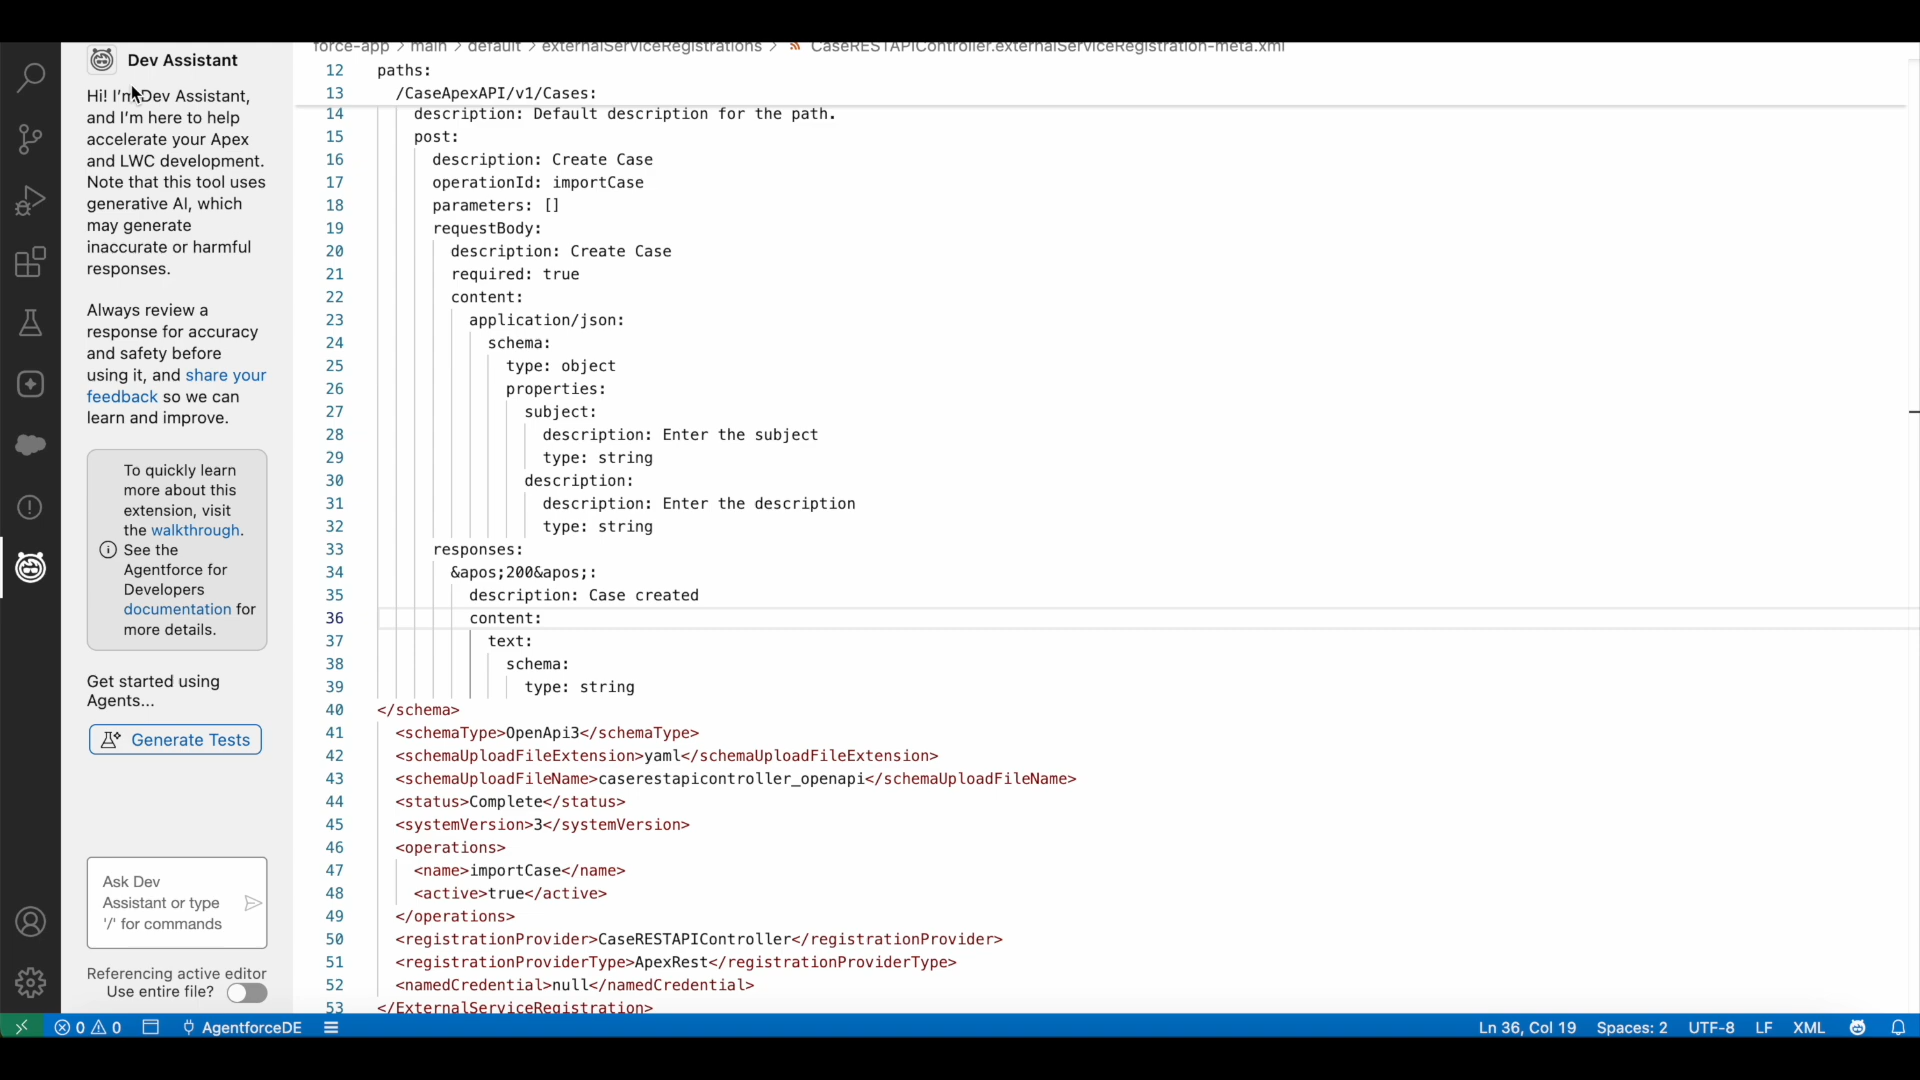 Dev Assistant
Hi! I'm Dev Assistant,
and I'm here to help
accelerate your Apex
and LWC development.
Note that this tool uses
generative AI, which
may generate
inaccurate or harmful
responses.
Always review a
response for accuracy
and safety before
using it, and share your
feedback so we can
learn and improve.
To quickly learn
more about this
extension, visit
the walkthrough.
See the
Agentforce for
Developers
documentation for
more details.
Get started using
Agents...
Generate Tests
Ask Dev
Assistant or type
'/' for commands
Referencing active editor
Use entire file?
force-app > main > default > externalServiceRegistrations > CaseRESTAPIController.externalServiceRegistration-meta.xml
12 paths:
13 /CaseApexAPI/v1/Cases:
14 description: Default description for the path.
15 post:
16 description: Create Case
17 operationId: importCase
18 parameters: []
19 requestBody:
20 description: Create Case
21 required: true
22 content:
23 application/json:
24 schema:
25 type: object
26 properties:
27 subject:
28 description: Enter the subject
29 type: string
30 description:
31 description: Enter the description
32 type: string
33 responses:
34 &apos;200&apos;:
35 description: Case created
36 content:
37 text:
38 schema:
39 type: string
40 </schema>
41 <schemaType>OpenApi3</schemaType>
42 <schemaUploadFileExtension>yaml</schemaUploadFileExtension>
43 <schemaUploadFileName>caserestapicontroller_openapi</schemaUploadFileName>
44 <status>Complete</status>
45 <systemVersion>3</systemVersion>
46 <operations>
47 <name>importCase</name>
48 <active>true</active>
49 </operations>
50 <registrationProvider>CaseRESTAPIController</registrationProvider>
51 <registrationProviderType>ApexRest</registrationProviderType>
52 <namedCredential>null</namedCredential>
53 </ExternalServiceRegistration>
0 0 AgentforceDE Ln 36, Col 19 Spaces: 2 UTF-8 LF XML